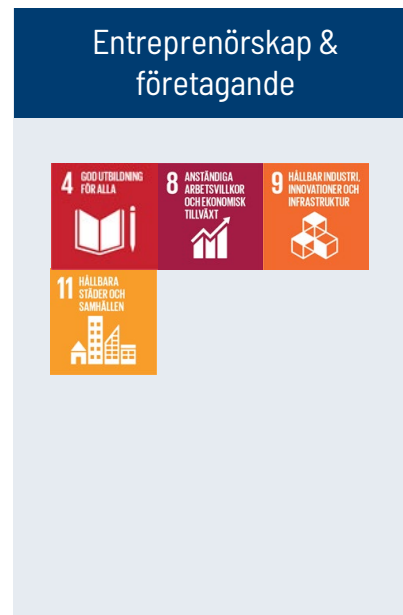 Entreprenörskap &
företagande
4 GOD UTBILDNING
FÖR ALLA
8 ANSTÄNDIGA
ARBETSVILLKOR
OCH EKONOMISK
TILLVÄXT
9 HÅLLBAR INDUSTRI,
INNOVATIONER OCH
INFRASTRUKTUR
11 HÅLLBARA
STÄDER OCH
SAMHÄLLEN